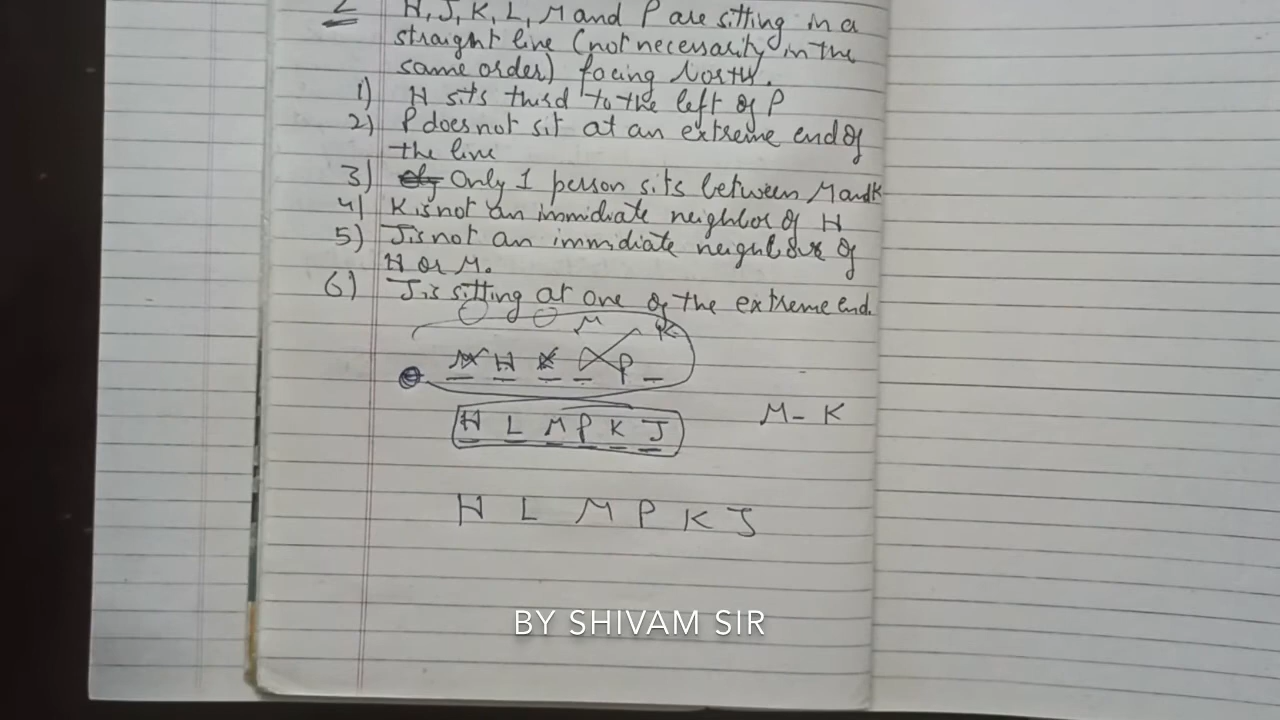 2 H, J, K, L, M and P are sitting in a
straight line (not necessarity in the
same order) facing North.
1) H sits third to the left of P
2) P does not sit at an extreme end of
the line
3) Only 1 person sits between M and K
4) K is not an immidiate neighbor of H
5) J is not an immidiate neighbour of
H or M.
6) J is sitting at one of the extreme end.
M K
M H K P
H L M P K J
M - K
H L M P K J
BY SHIVAM SIR